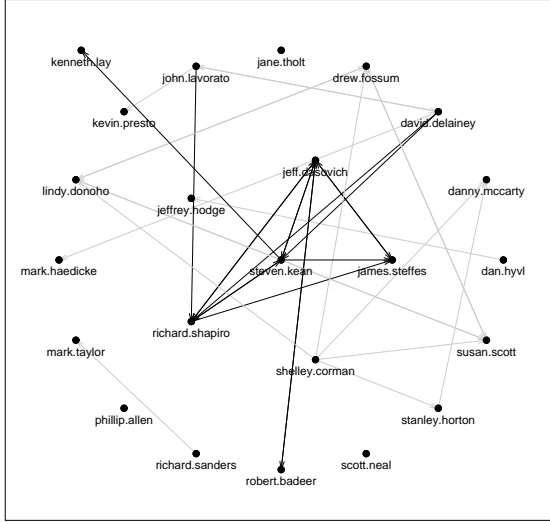 kenneth.lay
jane.tholt
john.lavorato
drew.fossum
kevin.presto
david.delainey
jeff.dasovich
lindy.donoho
danny.mccarty
jeffrey.hodge
mark.haedicke
steven.kean
james.steffes
dan.hyvl
richard.shapiro
mark.taylor
susan.scott
shelley.corman
phillip.allen
stanley.horton
richard.sanders
scott.neal
robert.badeer